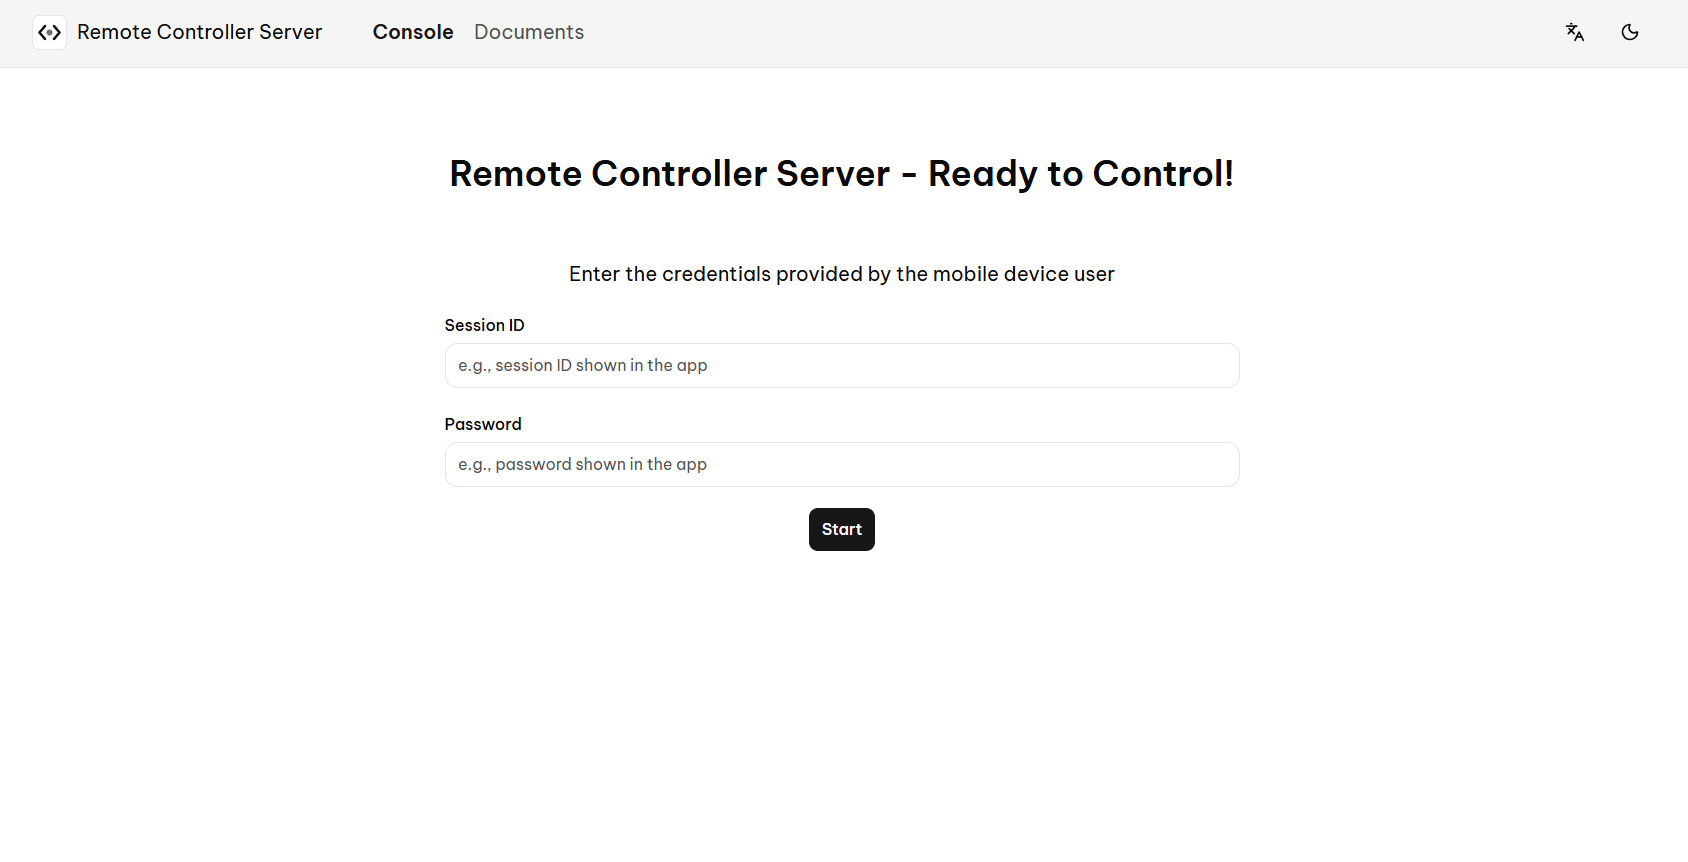 Remote Controller Server Console Documents
Remote Controller Server - Ready to Control!
Enter the credentials provided by the mobile device user
Session ID
e.g., session ID shown in the app
Password
e.g., password shown in the app
Start